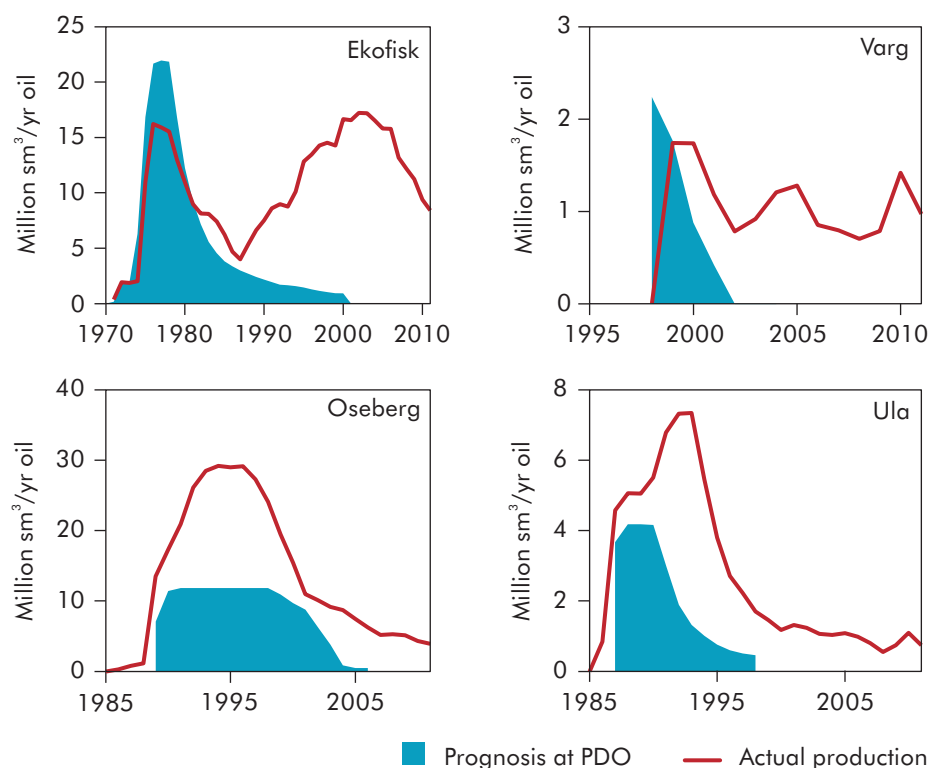 Ekofisk
Million sm³/yr oil
25
20
15
10
5
0
1970 1980 1990 2000 2010
Varg
Million sm³/yr oil
3
2
1
0
1995 2000 2005 2010
Oseberg
Million sm³/yr oil
40
30
20
10
0
1985 1995 2005
Ula
Million sm³/yr oil
8
6
4
2
0
1985 1995 2005
Prognosis at PDO Actual production